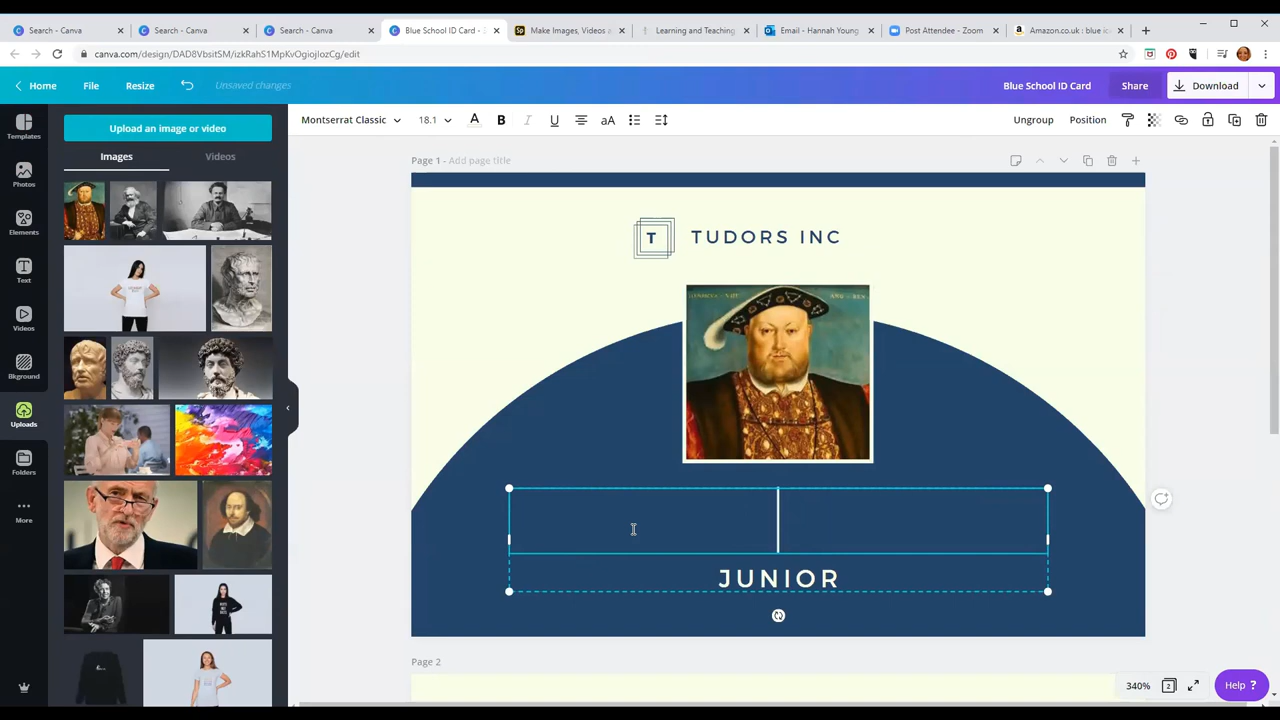 Search - Canva
Search - Canva
Search - Canva
Blue School ID Card -
Make Images, Videos a
Learning and Teaching
Email - Hannah Young
Post Attendee - Zoom
Amazon.co.uk : blue ic
canva.com/design/DAD8VbsitSM/izkRahS1MpKvOgiojlozCg/edit
Home
File
Resize
Unsaved changes
Blue School ID Card
Share
Download
Templates
Photos
Elements
Text
Videos
Bkground
Uploads
Folders
More
Upload an image or video
Images
Videos
Montserrat Classic
18.1
A
B
I
U
aA
Ungroup
Position
Page 1 - Add page title
T
TUDORS INC
JUNIOR
Page 2
340%
2
Help ?